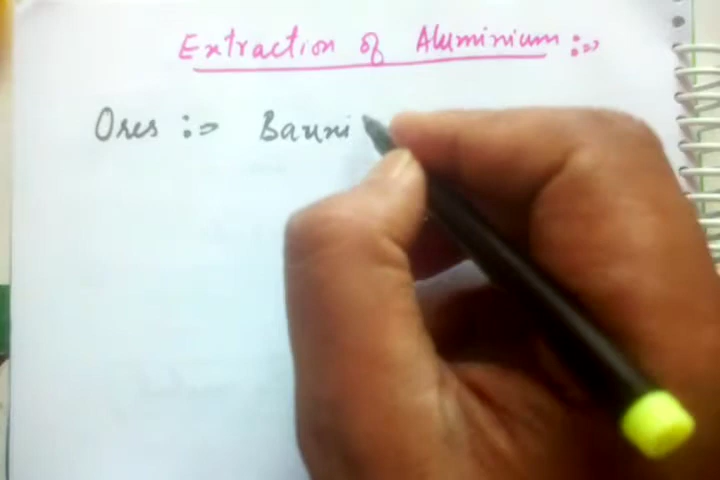 Extraction of Aluminium :->
Ores :-> Bauxi